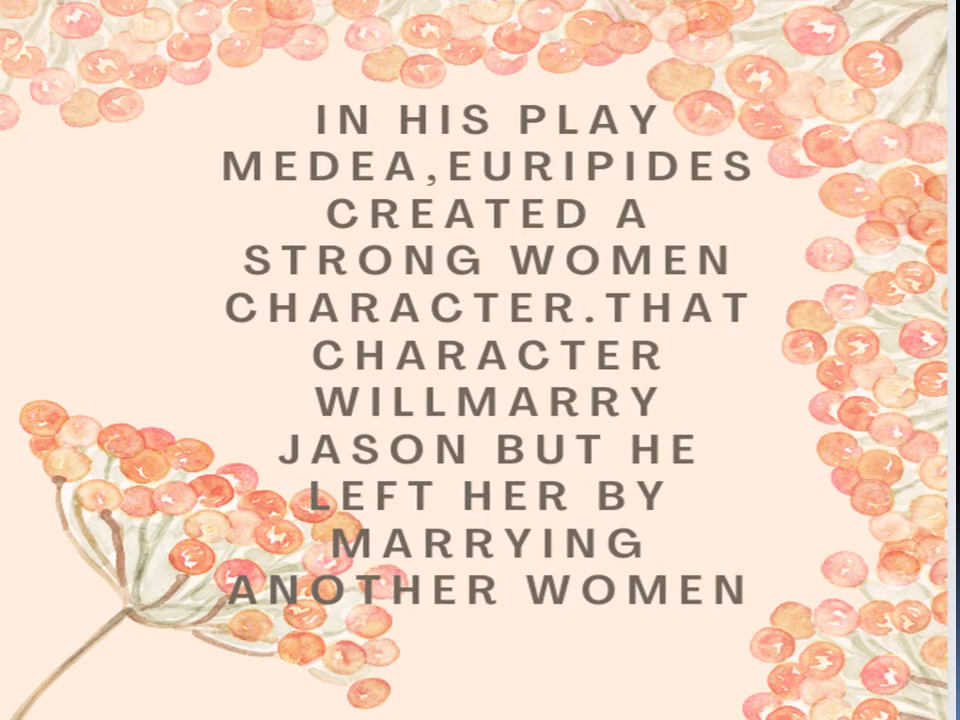 IN HIS PLAY
MEDEA,EURIPIDES
CREATED A
STRONG WOMEN
CHARACTER.THAT
CHARACTER
WILLMARRY
JASON BUT HE
LEFT HER BY
MARRYING
ANOTHER WOMEN